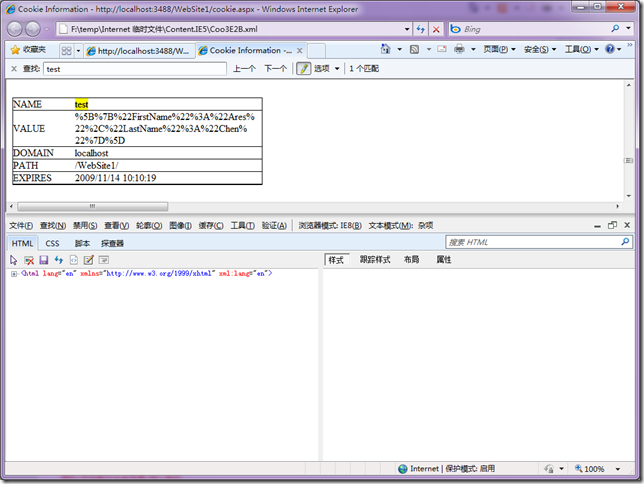 Cookie Information - http://localhost:3488/WebSite1/cookie.aspx - Windows Internet Explorer
F:\temp\Internet 临时文件\Content.IE5\Coo3E2B.xml
Bing
收藏夹
http://localhost:3488/W...
Cookie Information -...
页面(P)
安全(S)
工具(O)
查找: test
上一个
下一个
选项
1 个匹配
NAME test
VALUE %5B%7B%22FirstName%22%3A%22Ares%
22%2C%22LastName%22%3A%22Chen%
22%7D%5D
DOMAIN localhost
PATH /WebSite1/
EXPIRES 2009/11/14 10:10:19
文件(F) 查找(N) 禁用(S) 查看(V) 轮廓(O) 图像(I) 缓存(C) 工具(T) 验证(A) 浏览器模式: IE8(B) 文本模式(M): 杂项
HTML CSS 脚本 探查器
搜索 HTML
样式 跟踪样式 布局 属性
<html lang="en" xmlns="http://www.w3.org/1999/xhtml" xml:lang="en">
Internet | 保护模式: 启用
100%